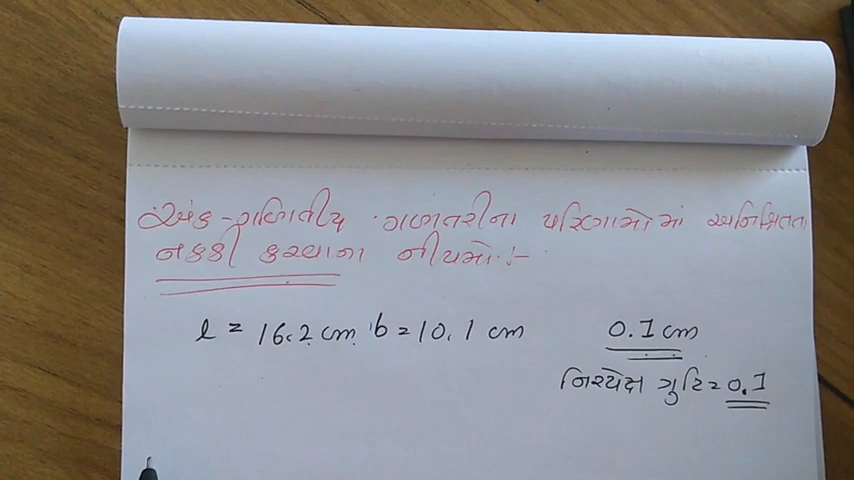 અંક-ગાણિતીય ગણતરીના પરિણામોમાં અનિશ્ચિતતા
નક્કી કરવાના નીયમો :-
l = 16.2 cm b = 10.1 cm 0.1 cm
નિરપેક્ષ ત્રુટિ = 0.1